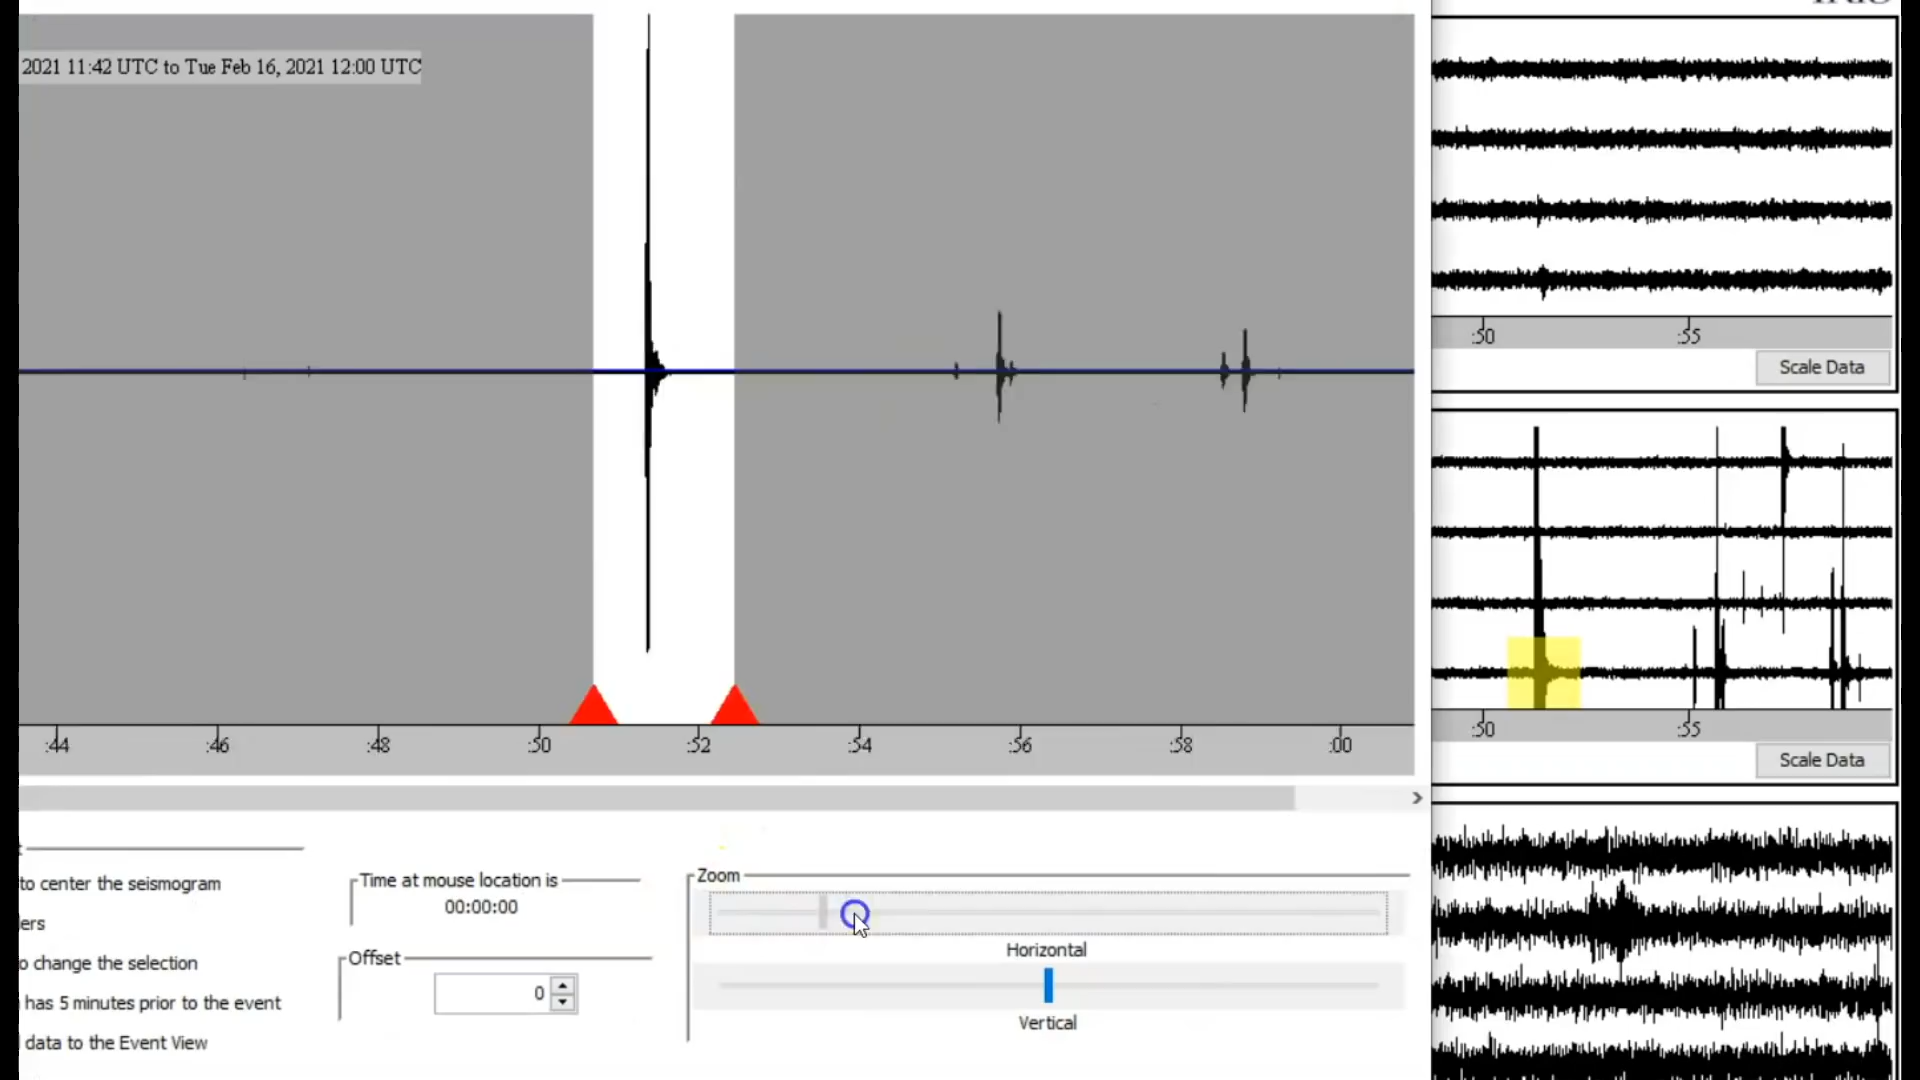 2021 11:42 UTC to Tue Feb 16, 2021 12:00 UTC
:44 :46 :48 :50 :52 :54 :56 :58 :00
to center the seismogram
ers
o change the selection
has 5 minutes prior to the event
data to the Event View
Time at mouse location is
00:00:00
Offset
0
Zoom
Horizontal
Vertical
:50 :55
Scale Data
:50 :55
Scale Data